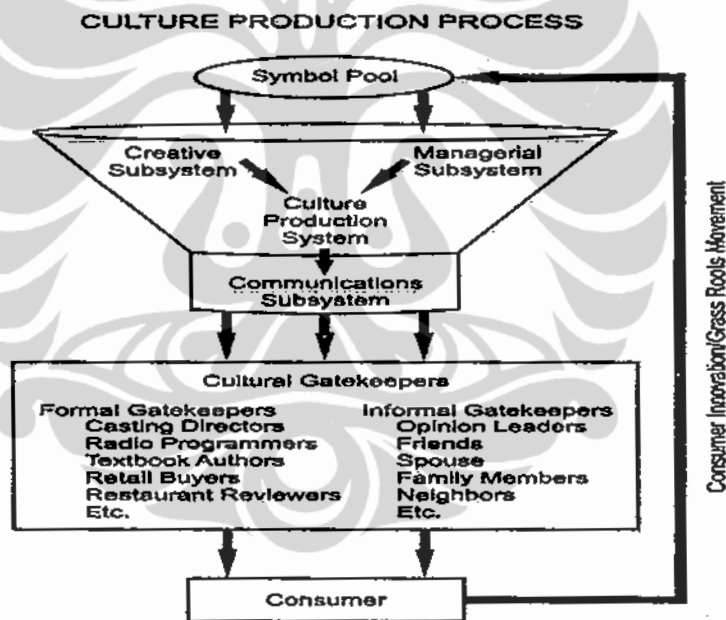 CULTURE PRODUCTION PROCESS
Symbol Pool
Creative
Subsystem
Managerial
Subsystem
Culture
Production
System
Communications
Subsystem
Cultural Gatekeepers
Formal Gatekeepers
Casting Directors
Radio Programmers
Textbook Authors
Retail Buyers
Restaurant Reviewers
Etc.
Informal Gatekeepers
Opinion Leaders
Friends
Spouse
Family Members
Neighbors
Etc.
Consumer
Consumer Innovation/Grass Roots Movement